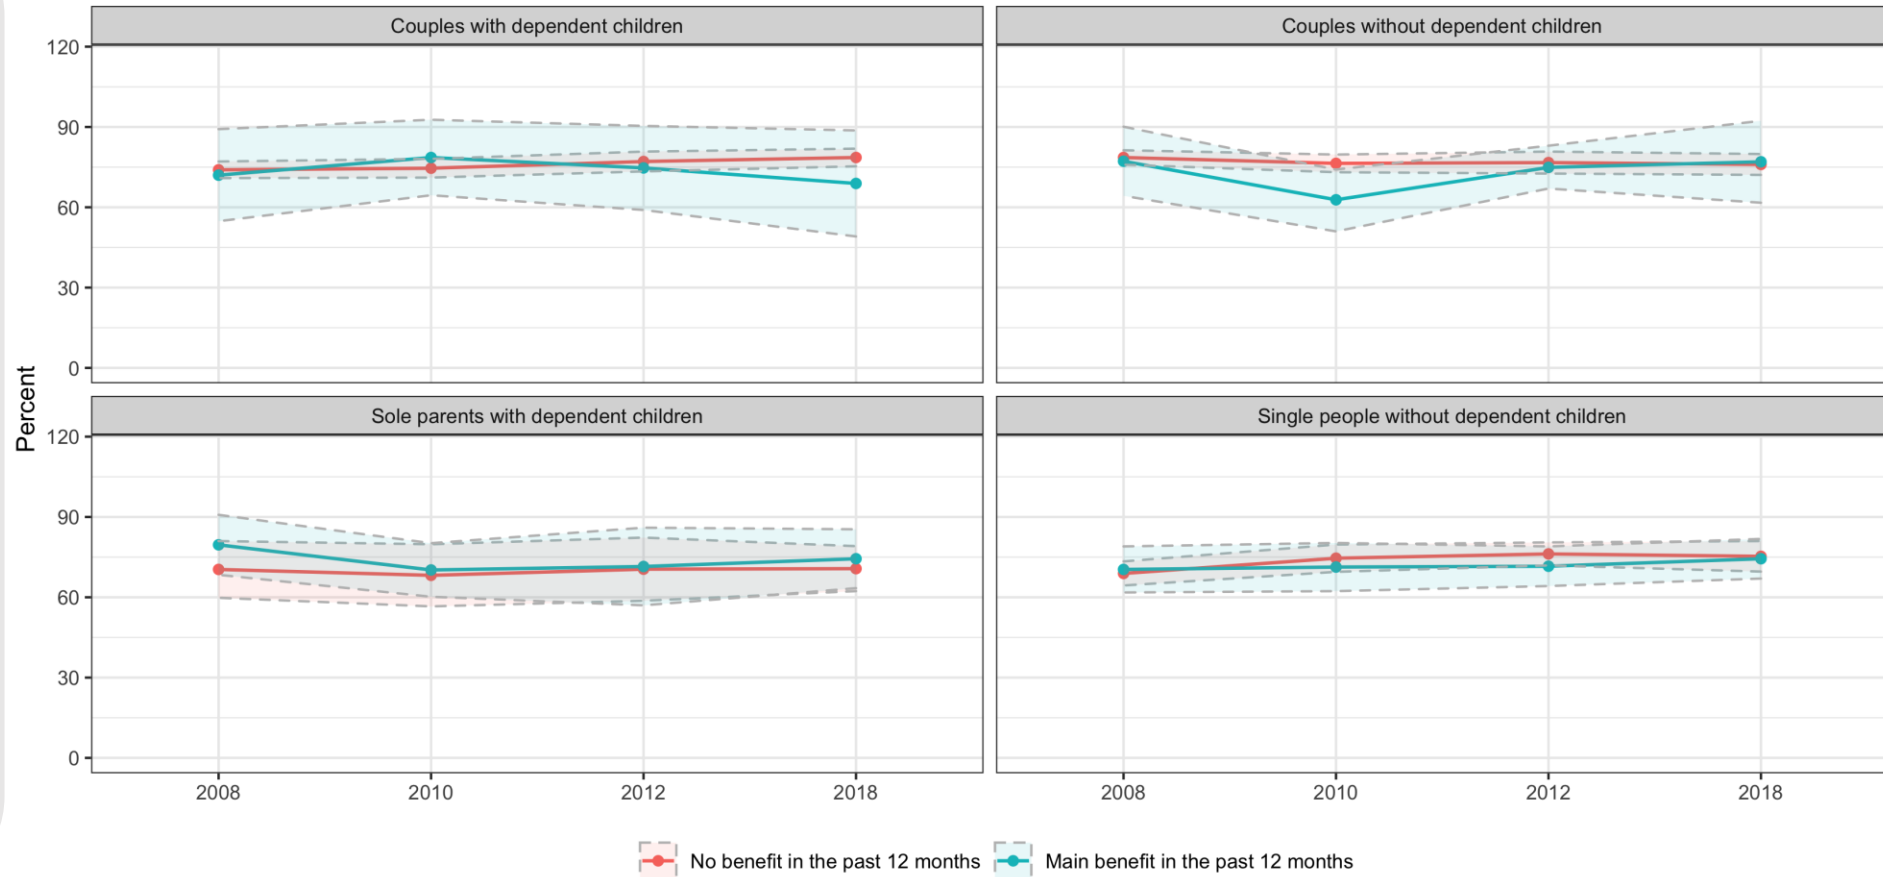 Couples with dependent children
Couples without dependent children
120
90
60
30
0
Sole parents with dependent children
Single people without dependent children
Percent
120
90
60
30
0
2008 2010 2012 2018
2008 2010 2012 2018
No benefit in the past 12 months Main benefit in the past 12 months